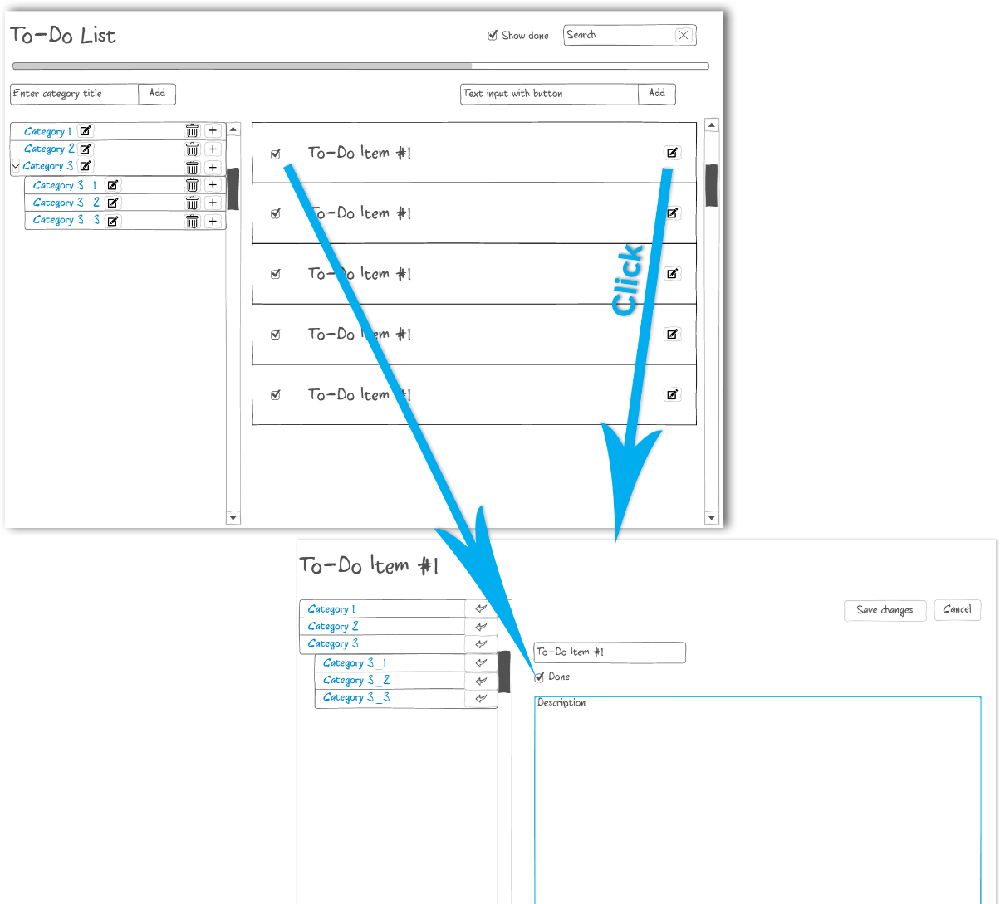 To-Do List
Show done
Search
Enter category title
Add
Text input with button
Add
Category 1
Category 2
Category 3
Category 3 1
Category 3 2
Category 3 3
To-Do Item #1
To-Do Item #1
To-Do Item #1
To-Do Item #1
To-Do Item #1
Click
To-Do Item #1
Category 1
Category 2
Category 3
Category 3_1
Category 3_2
Category 3_3
Save changes
Cancel
To-Do Item #1
Done
Description